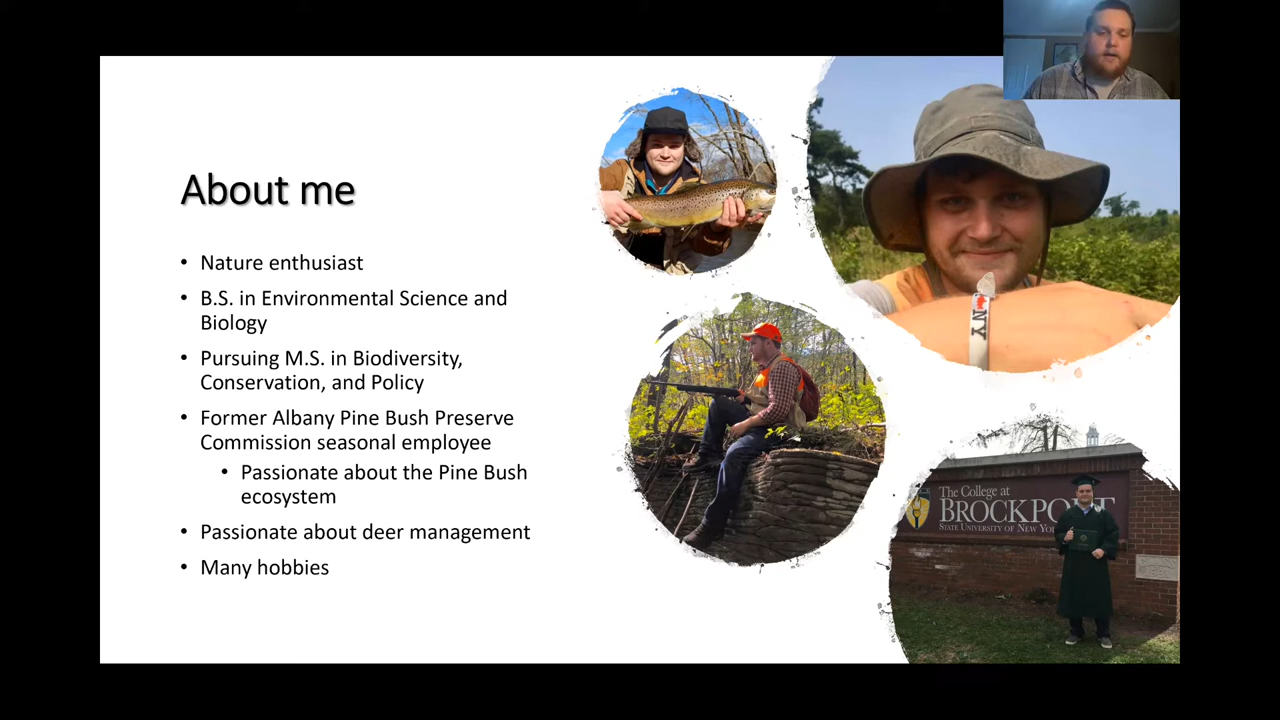 About me
• Nature enthusiast
• B.S. in Environmental Science and
Biology
• Pursuing M.S. in Biodiversity,
Conservation, and Policy
• Former Albany Pine Bush Preserve
Commission seasonal employee
• Passionate about the Pine Bush
ecosystem
• Passionate about deer management
• Many hobbies
NY
The College at
BROCKPORT
STATE UNIVERSITY OF NEW